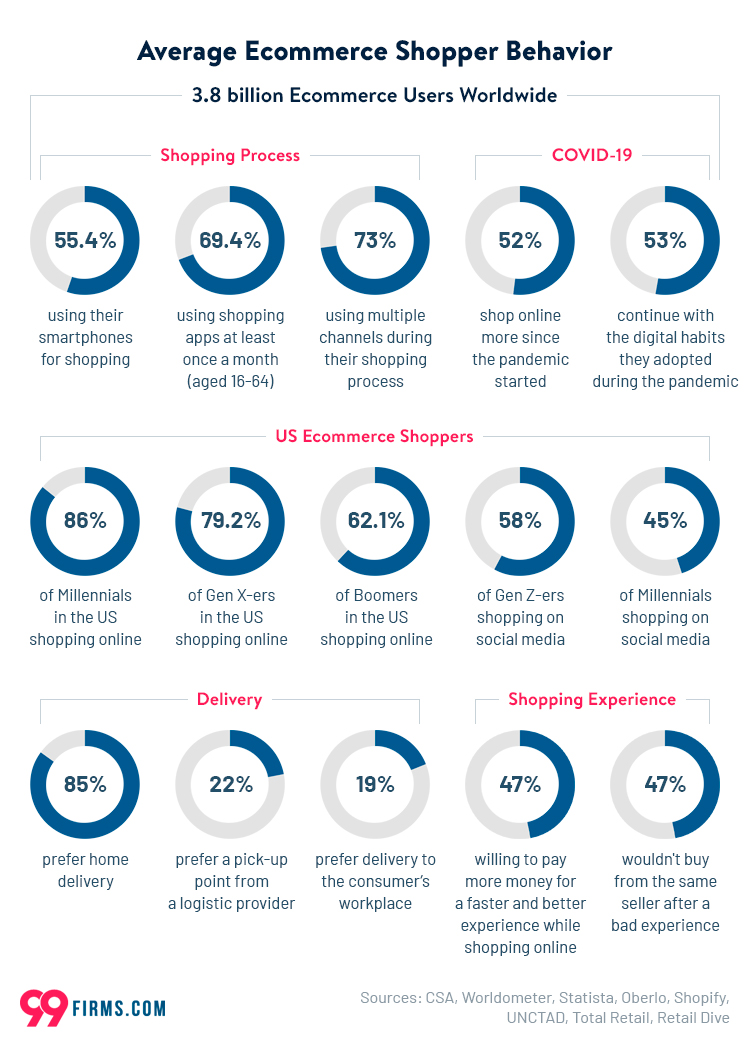 Average Ecommerce Shopper Behavior
3.8 billion Ecommerce Users Worldwide
Shopping Process
55.4%
using their
smartphones
for shopping
69.4%
using shopping
apps at least
once a month
(aged 16-64)
73%
using multiple
channels during
their shopping
process
COVID-19
52%
shop online
more since
the pandemic
started
53%
continue with
the digital habits
they adopted
during the pandemic
US Ecommerce Shoppers
86%
of Millennials
in the US
shopping online
79.2%
of Gen X-ers
in the US
shopping online
62.1%
of Boomers
in the US
shopping online
58%
of Gen Z-ers
shopping on
social media
45%
of Millennials
shopping on
social media
Delivery
85%
prefer home
delivery
22%
prefer a pick-up
point from
a logistic provider
19%
prefer delivery to
the consumer's
workplace
Shopping Experience
47%
willing to pay
more money for
a faster and better
experience while
shopping online
47%
wouldn't buy
from the same
seller after a
bad experience
99FIRMS.COM
Sources: CSA, Worldometer, Statista, Oberlo, Shopify,
UNCTAD, Total Retail, Retail Dive